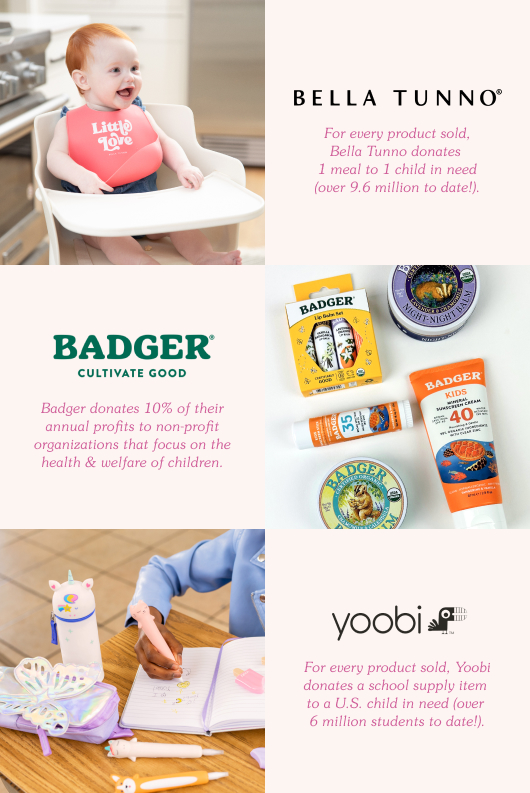 Little
Love
BELLA TUNNO®
For every product sold,
Bella Tunno donates
1 meal to 1 child in need
(over 9.6 million to date!).
BADGER®
CULTIVATE GOOD
Badger donates 10% of their
annual profits to non-profit
organizations that focus on the
health & welfare of children.
BADGER
Lip Balm Set
LAVENDER & CHAMOMILE
NIGHT-NIGHT BALM
BADGER
35
BADGER
KIDS
MINERAL
SUNSCREEN CREAM
40
BADGER
yoobi™
For every product sold, Yoobi
donates a school supply item
to a U.S. child in need (over
6 million students to date!).